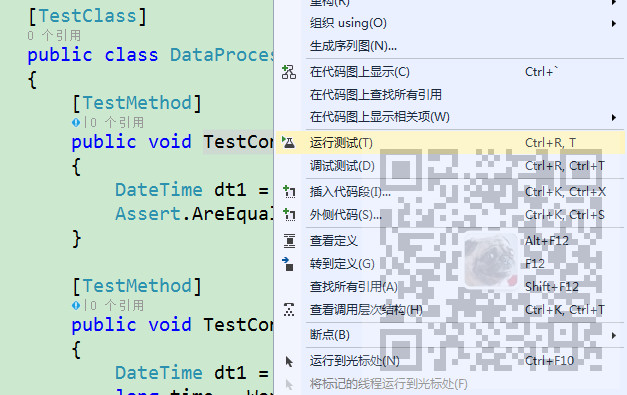 [TestClass]
0 个引用
public class DataProces
{
[TestMethod]
0 个引用
public void TestCon
{
DateTime dt1 =
Assert.AreEqual
}
[TestMethod]
0 个引用
public void TestCon
{
DateTime dt1 =
重构(R)
组织 using(O)
生成序列图(N)...
在代码图上显示(C) Ctrl+`
在代码图上查找所有引用
在代码图上显示相关项(W)
运行测试(T) Ctrl+R, T
调试测试(D) Ctrl+R, Ctrl+T
插入代码段(I)... Ctrl+K, Ctrl+X
外侧代码(S)... Ctrl+K, Ctrl+S
查看定义 Alt+F12
转到定义(G) F12
查找所有引用(A) Shift+F12
查看调用层次结构(H) Ctrl+K, Ctrl+T
断点(B)
运行到光标处(N) Ctrl+F10
将标记的线程运行到光标处(F)